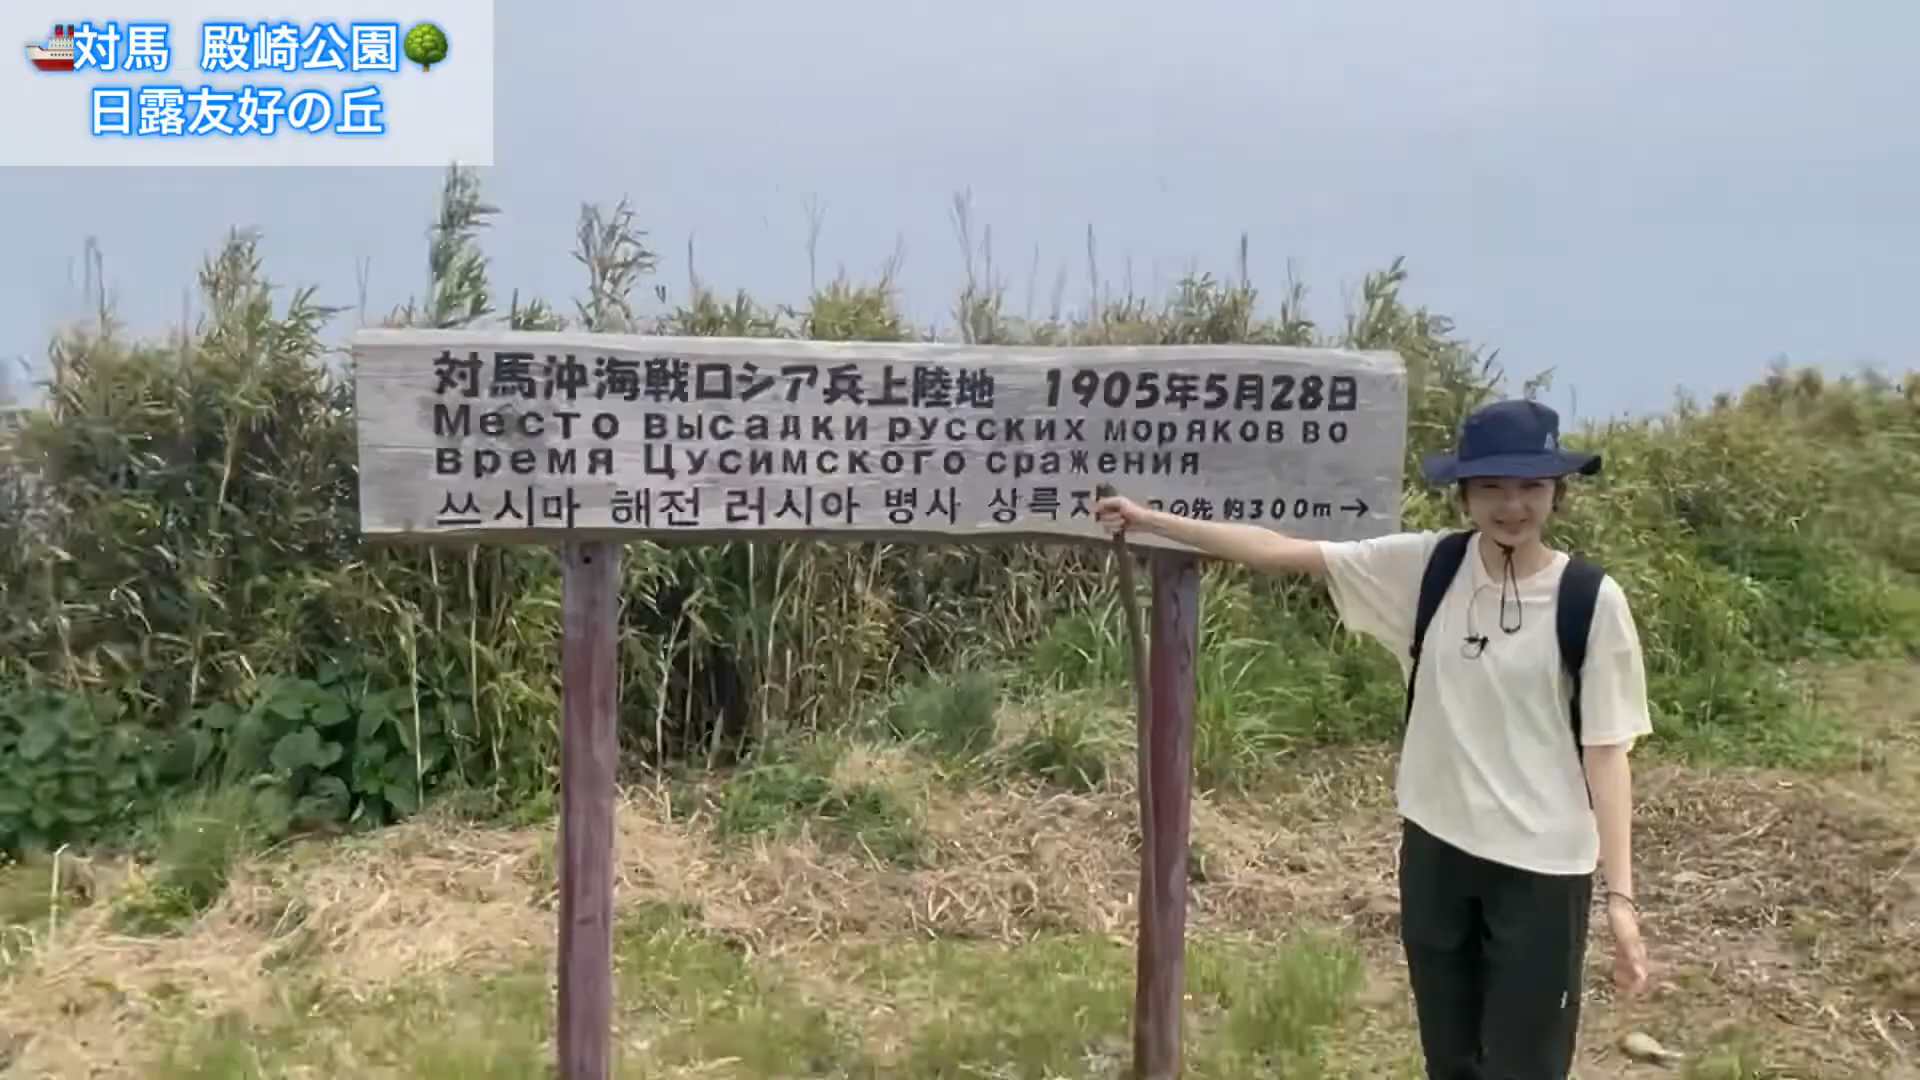 🚢対馬 殿崎公園🌳
日露友好の丘
対馬沖海戦ロシア兵上陸地 1905年5月28日
Место высадки русских моряков во
время Цусимского сражения
쓰시마 해전 러시아 병사 상륙지 の先 約300m→